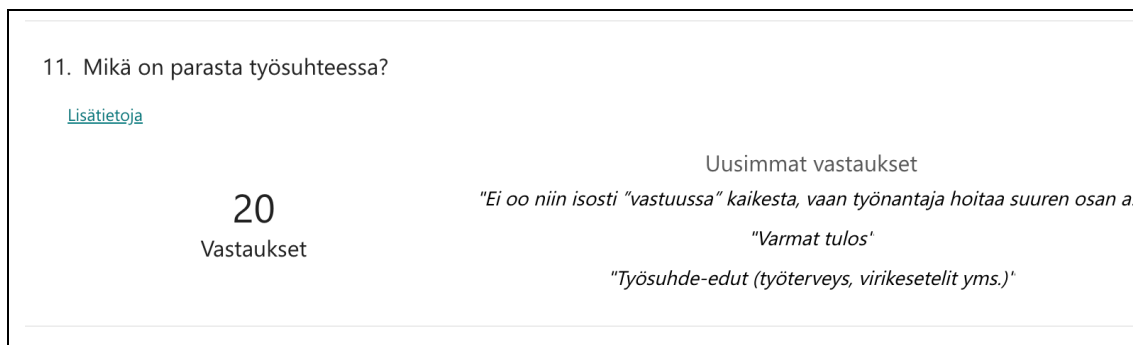 11. Mikä on parasta työsuhteessa?
Lisätietoja
20
Vastaukset
Uusimmat vastaukset
"Ei oo niin isosti ”vastuussa” kaikesta, vaan työnantaja hoitaa suuren osan
"Varmat tulos"
"Työsuhde-edut (työterveys, virikesetelit yms.)"